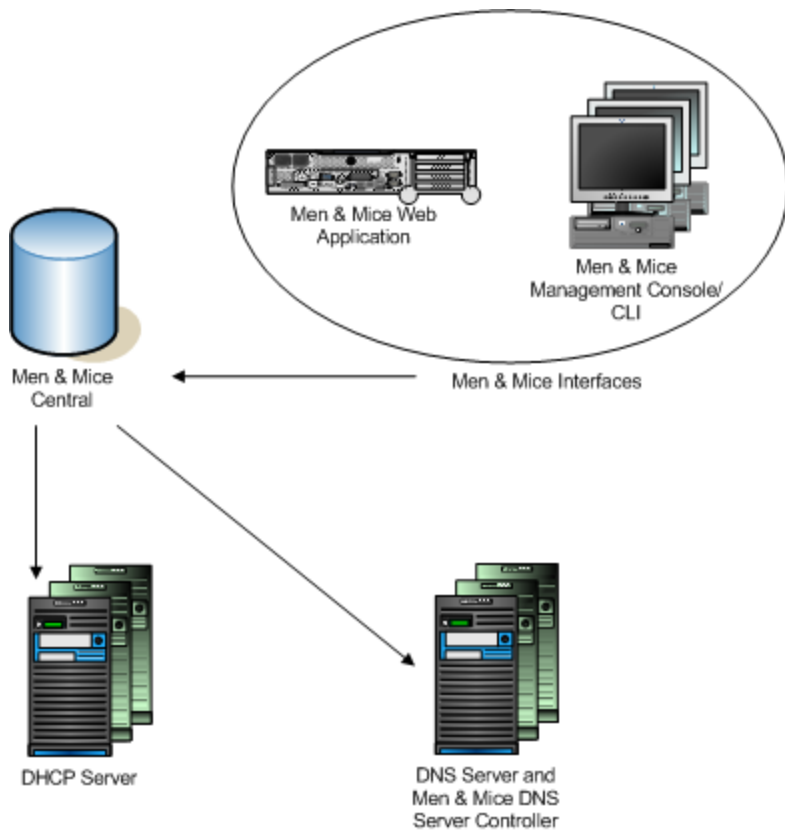 Men & Mice Web
Application
Men & Mice
Management Console/
CLI
Men & Mice Interfaces
Men & Mice
Central
DHCP Server
DNS Server and
Men & Mice DNS
Server Controller